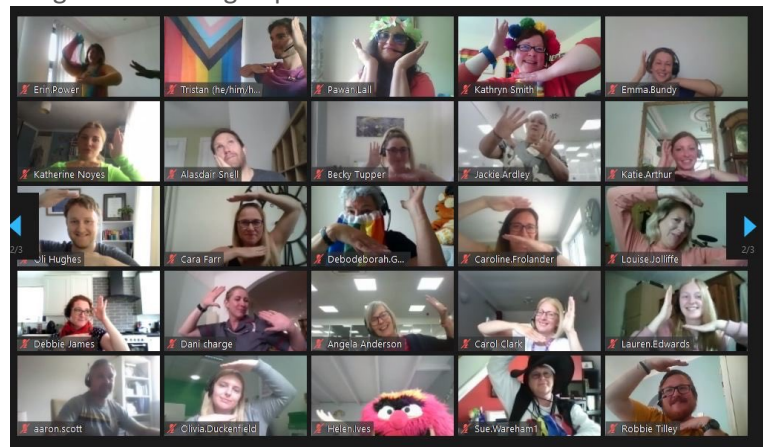 Erin.Power
Tristan (he/him/h...
Pawan.Lall
Kathryn Smith
Emma.Bundy
Katherine Noyes
Alasdair Snell
Becky Tupper
Jackie.Ardley
Katie.Arthur
Oli Hughes
Cara Farr
Debodeborah.G...
Caroline.Frolander
Louise.Jolliffe
2/3
2/3
Debbie James
Dani charge
Angela Anderson
Carol Clark
Lauren.Edwards
aaron.scott
Olivia.Duckenfield
Helen.Ives
Sue.Wareham1
Robbie Tilley